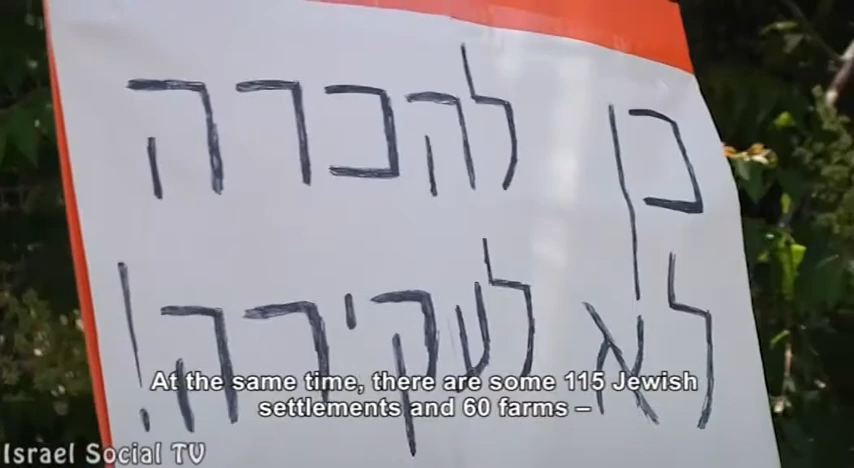 כן להכרה
לא לעקירה!
At the same time, there are some 115 Jewish
settlements and 60 farms –
Israel Social TV